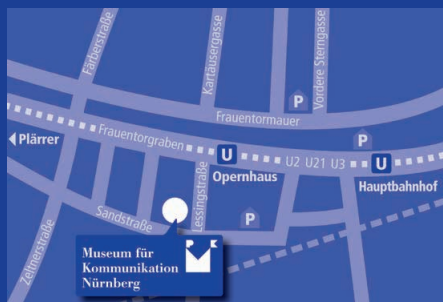 Färberstraße
Kartäusergasse
Vordere Sterngasse
P
Frauentormauer
P
Plärrer
Frauentorgraben
U
Opernhaus
U2 U21 U3
U
Hauptbahnhof
Zeltnerstraße
Sandstraße
Lessingstraße
P
Museum für
Kommunikation
Nürnberg